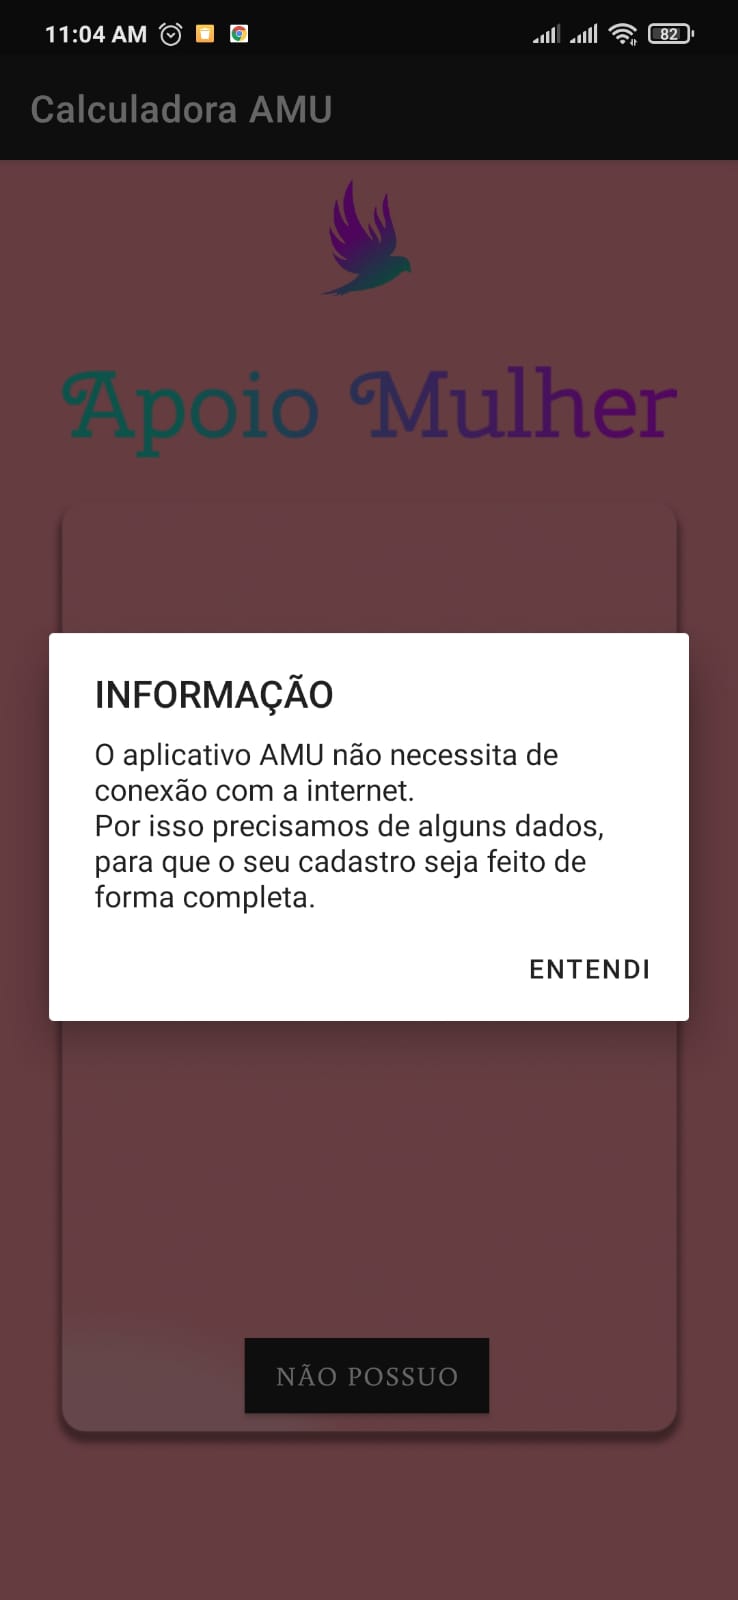 11:04 AM
82
Calculadora AMU
Apoio Mulher
INFORMAÇÃO
O aplicativo AMU não necessita de
conexão com a internet.
Por isso precisamos de alguns dados,
para que o seu cadastro seja feito de
forma completa.
ENTENDI
NÃO POSSUO